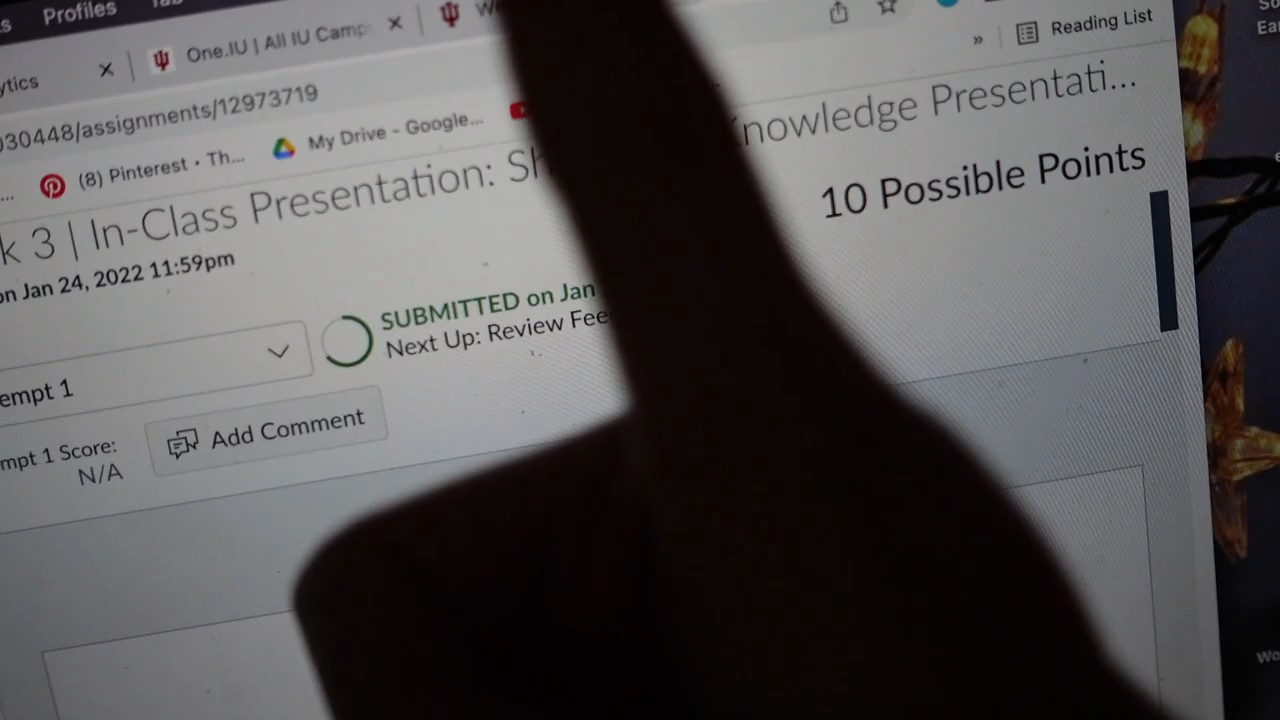 Profiles
ytics
One.IU | All IU Camp
Reading List
030448/assignments/12973719
(8) Pinterest • Th...
My Drive - Google...
k 3 | In-Class Presentation: Sh nowledge Presentati...
10 Possible Points
on Jan 24, 2022 11:59pm
SUBMITTED on Jan
Next Up: Review Fee
empt 1
mpt 1 Score:
N/A
Add Comment